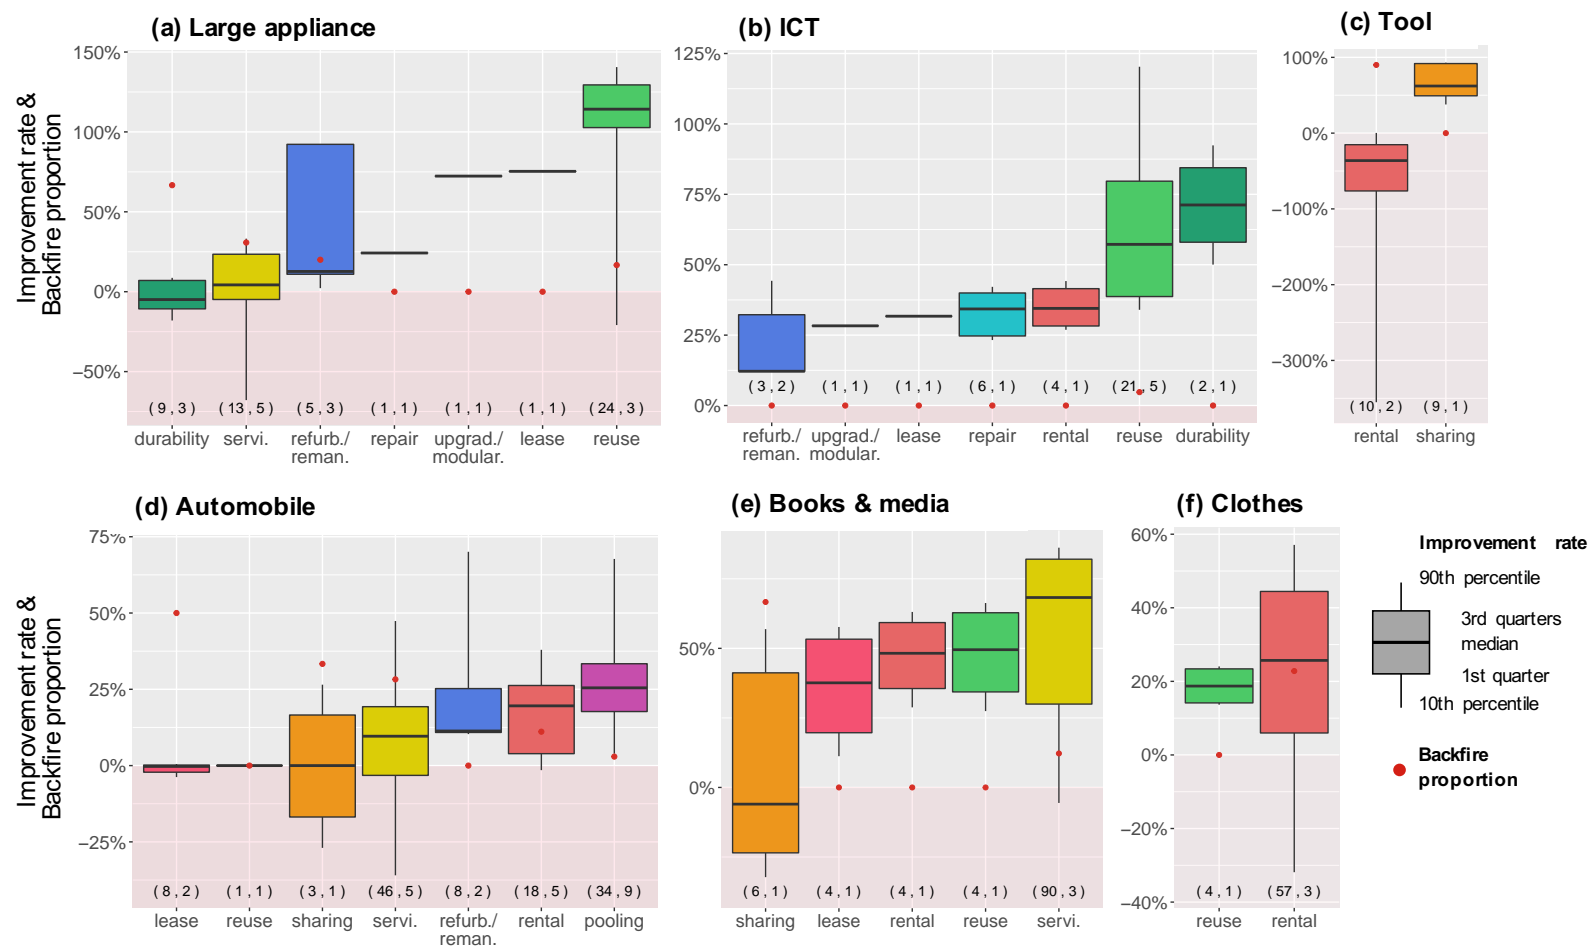 (a) Large appliance
Improvement rate &
Backfire proportion
150%
100%
50%
0%
−50%
(9,3)
(13,5)
(5,3)
(1,1)
(1,1)
(1,1)
(24,3)
durability
servi.
refurb./
reman.
repair
upgrad./
modular.
lease
reuse
(b) ICT
125%
100%
75%
50%
25%
0%
(3,2)
(1,1)
(1,1)
(6,1)
(4,1)
(21,5)
(2,1)
refurb./
reman.
upgrad./
modular.
lease
repair
rental
reuse
durability
(c) Tool
100%
0%
−100%
−200%
−300%
(10,2)
(9,1)
rental
sharing
(d) Automobile
Improvement rate &
Backfire proportion
75%
50%
25%
0%
−25%
(8,2)
(1,1)
(3,1)
(46,5)
(8,2)
(18,5)
(34,9)
lease
reuse
sharing
servi.
refurb./
reman.
rental
pooling
(e) Books & media
50%
0%
(6,1)
(4,1)
(4,1)
(4,1)
(90,3)
sharing
lease
rental
reuse
servi.
(f) Clothes
60%
40%
20%
0%
−20%
−40%
(4,1)
(57,3)
reuse
rental
Improvement rate
90th percentile
3rd quarters
median
1st quarter
10th percentile
Backfire
proportion